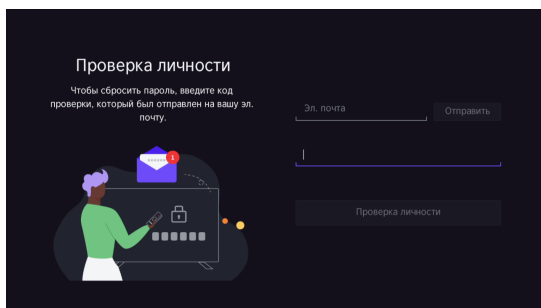 Проверка личности
Чтобы сбросить пароль, введите код
проверки, который был отправлен на вашу эл.
почту.
Эл. почта
Отправить
1
Проверка личности